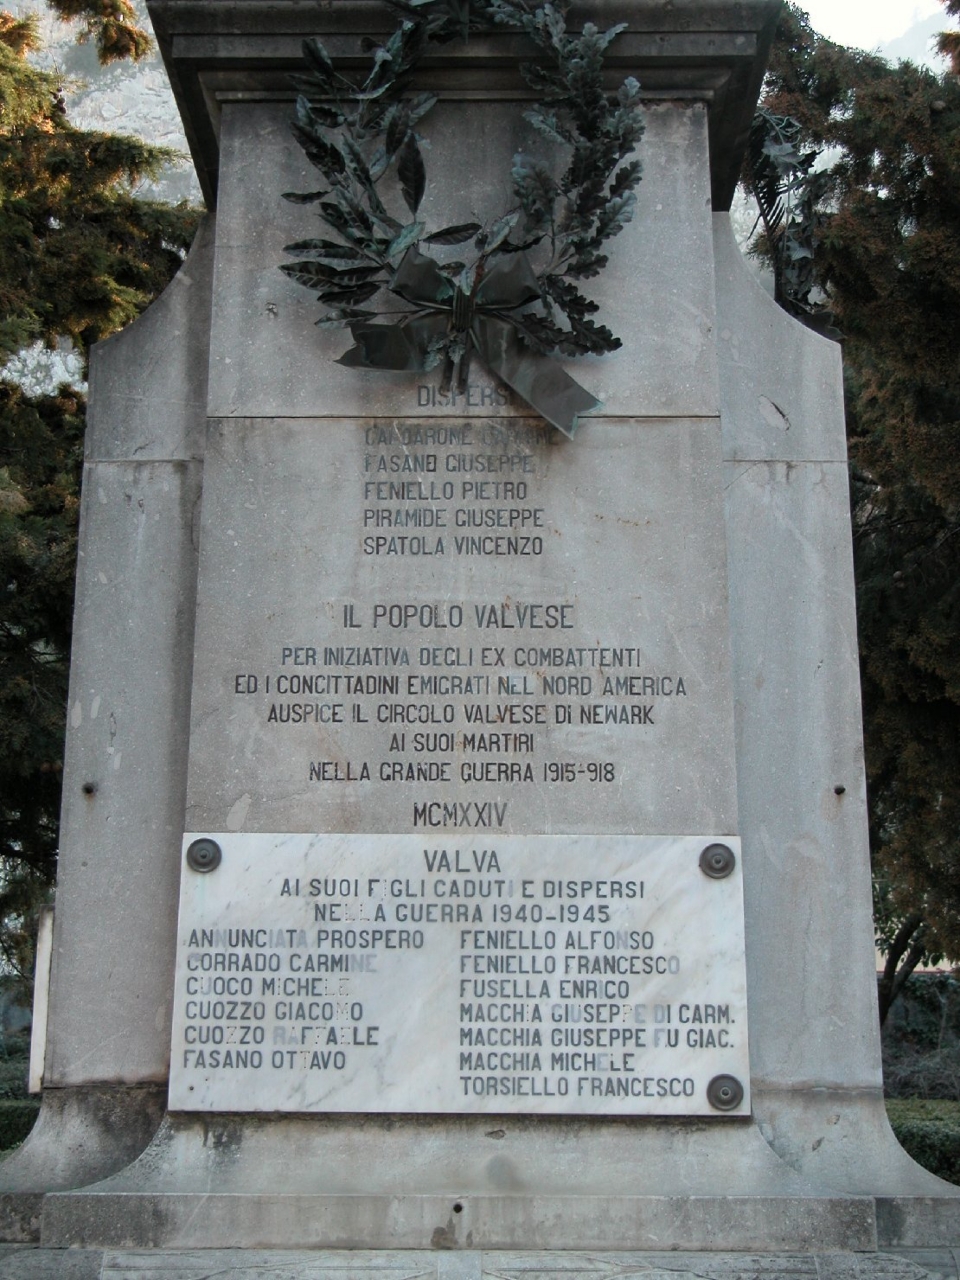 DISPERSI
FASANO GIUSEPPE
FENIELLO PIETRO
PIRAMIDE GIUSEPPE
SPATOLA VINCENZO
IL POPOLO VALVESE
PER INIZIATIVA DEGLI EX COMBATTENTI
ED I CONCITTADINI EMIGRATI NEL NORD AMERICA
AUSPICE IL CIRCOLO VALVESE DI NEWARK
AI SUOI MARTIRI
NELLA GRANDE GUERRA 1915-918
MCMXXIV
VALVA
AI SUOI FIGLI CADUTI E DISPERSI
NELLA GUERRA 1940-1945
ANNUNCIATA PROSPERO
CORRADO CARMINE
CUOCO MICHELE
CUOZZO GIACOMO
CUOZZO RAFFAELE
FASANO OTTAVO
FENIELLO ALFONSO
FENIELLO FRANCESCO
FUSELLA ENRICO
MACCHIA GIUSEPPE DI CARM.
MACCHIA GIUSEPPE FU GIAC.
MACCHIA MICHELE
TORSIELLO FRANCESCO